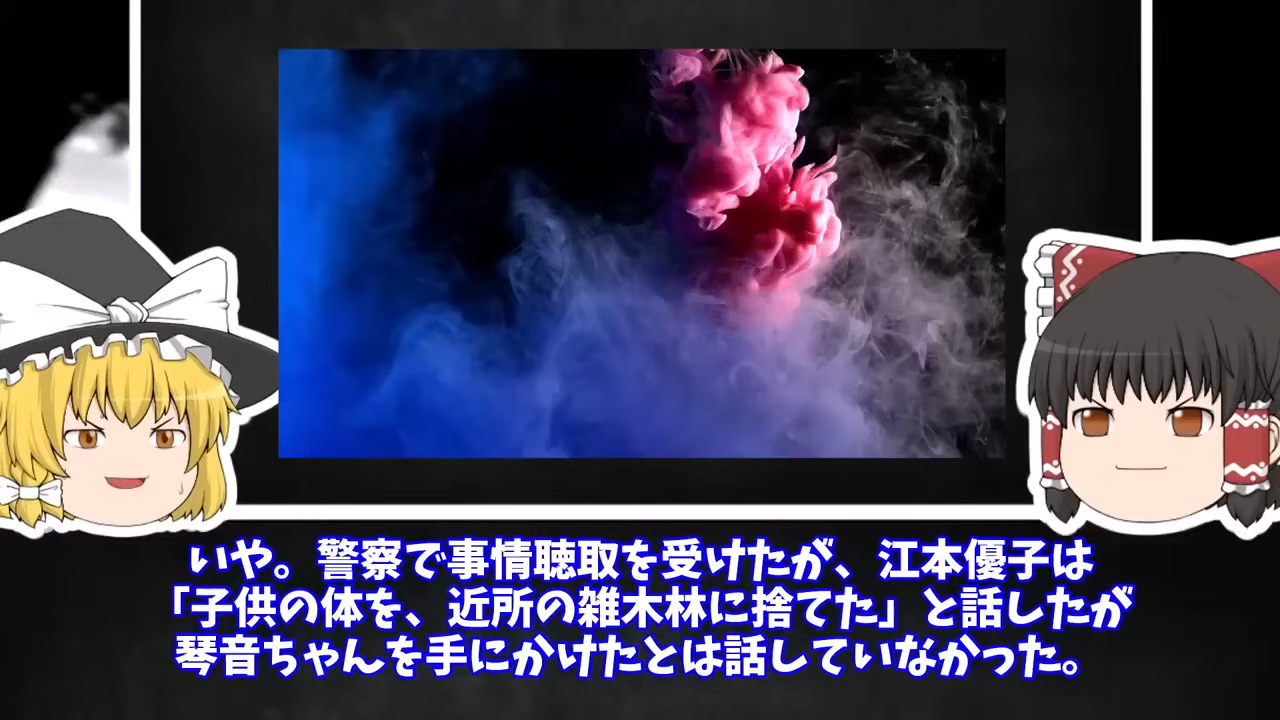 いや。警察で事情聴取を受けたが、江本優子は
「子供の体を、近所の雑木林に捨てた」と話したが
琴音ちゃんを手にかけたとは話していなかった。